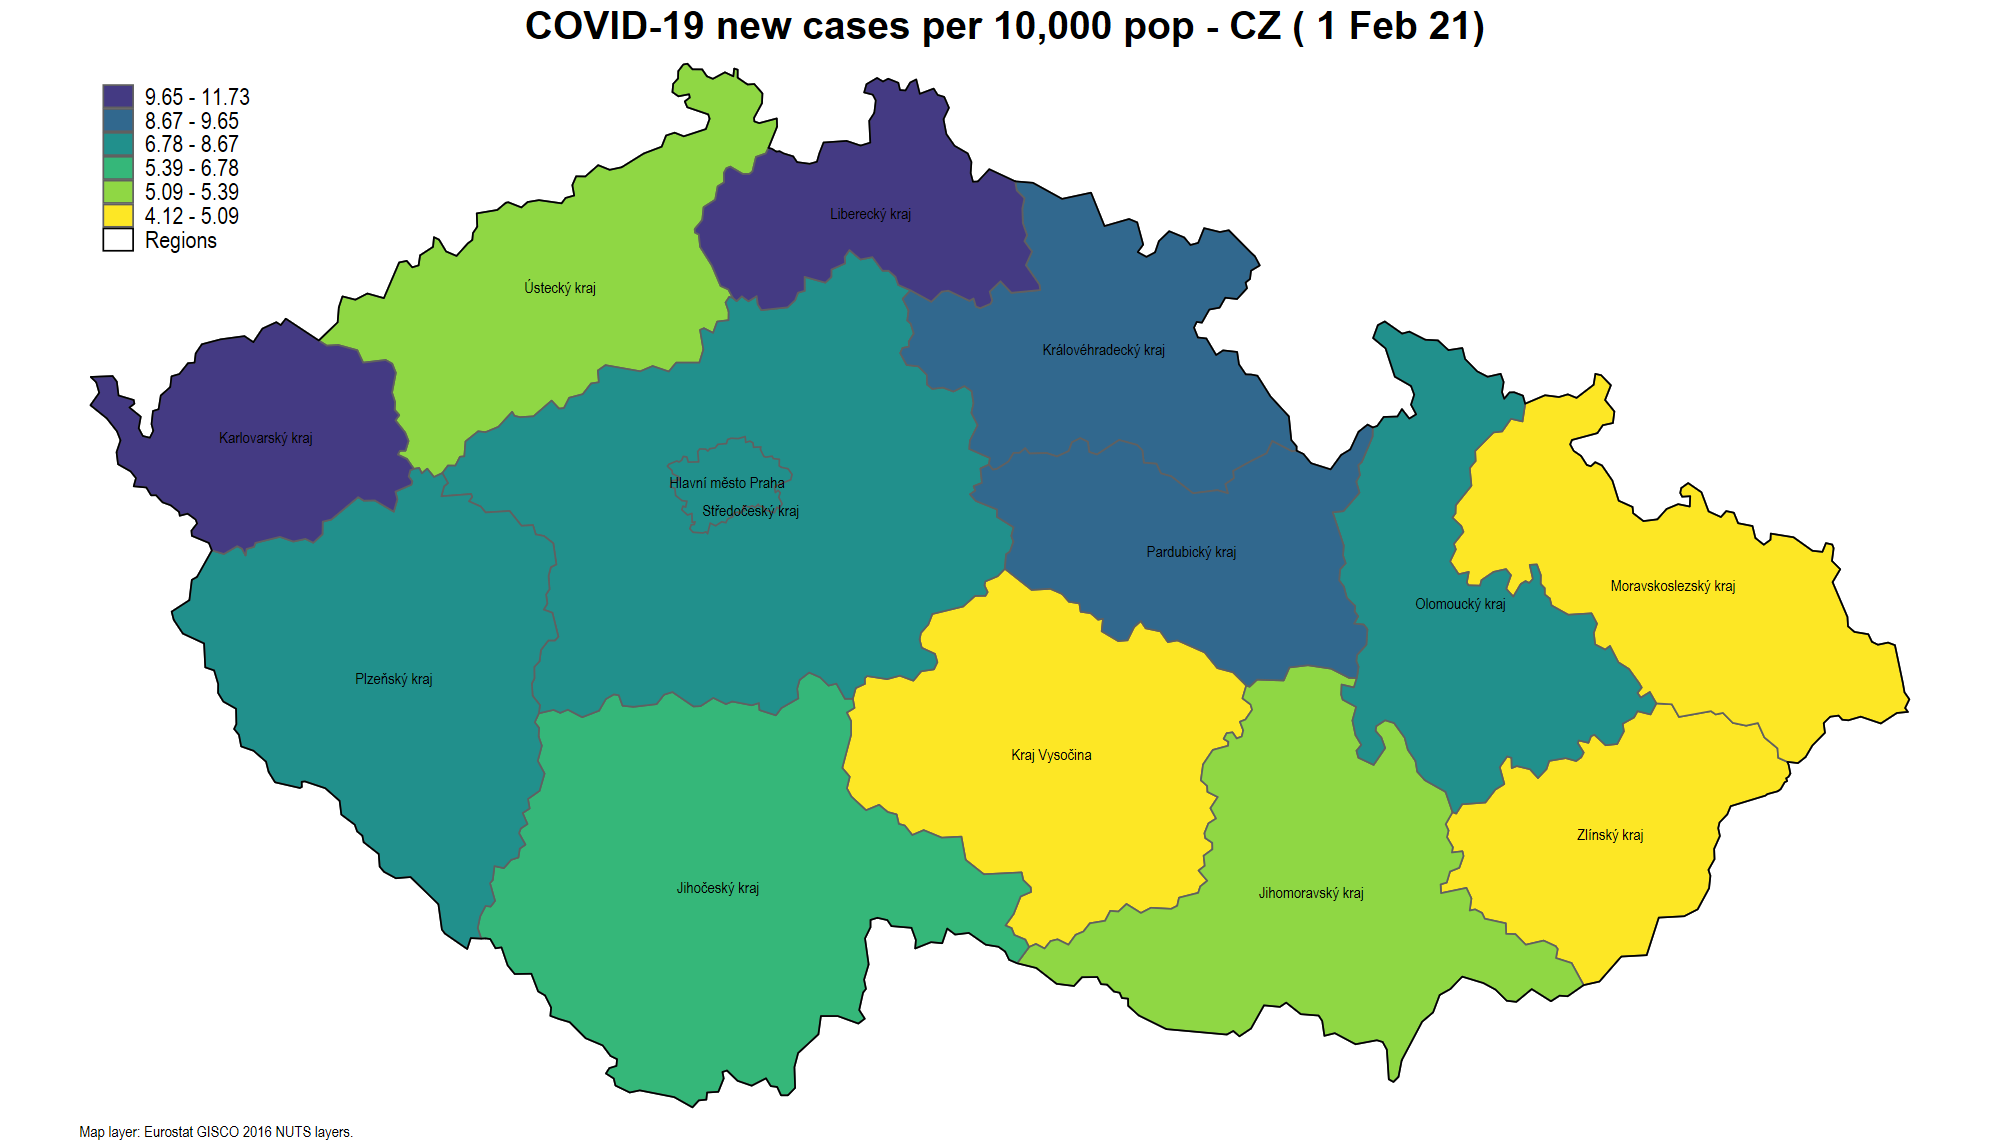 COVID-19 new cases per 10,000 pop - CZ ( 1 Feb 21)
9.65 - 11.73
8.67 - 9.65
6.78 - 8.67
5.39 - 6.78
5.09 - 5.39
4.12 - 5.09
Regions
Liberecký kraj
Ústecký kraj
Královéhradecký kraj
Karlovarský kraj
Hlavní město Praha
Středočeský kraj
Pardubický kraj
Moravskoslezský kraj
Olomoucký kraj
Plzeňský kraj
Kraj Vysočina
Zlínský kraj
Jihočeský kraj
Jihomoravský kraj
Map layer: Eurostat GISCO 2016 NUTS layers.